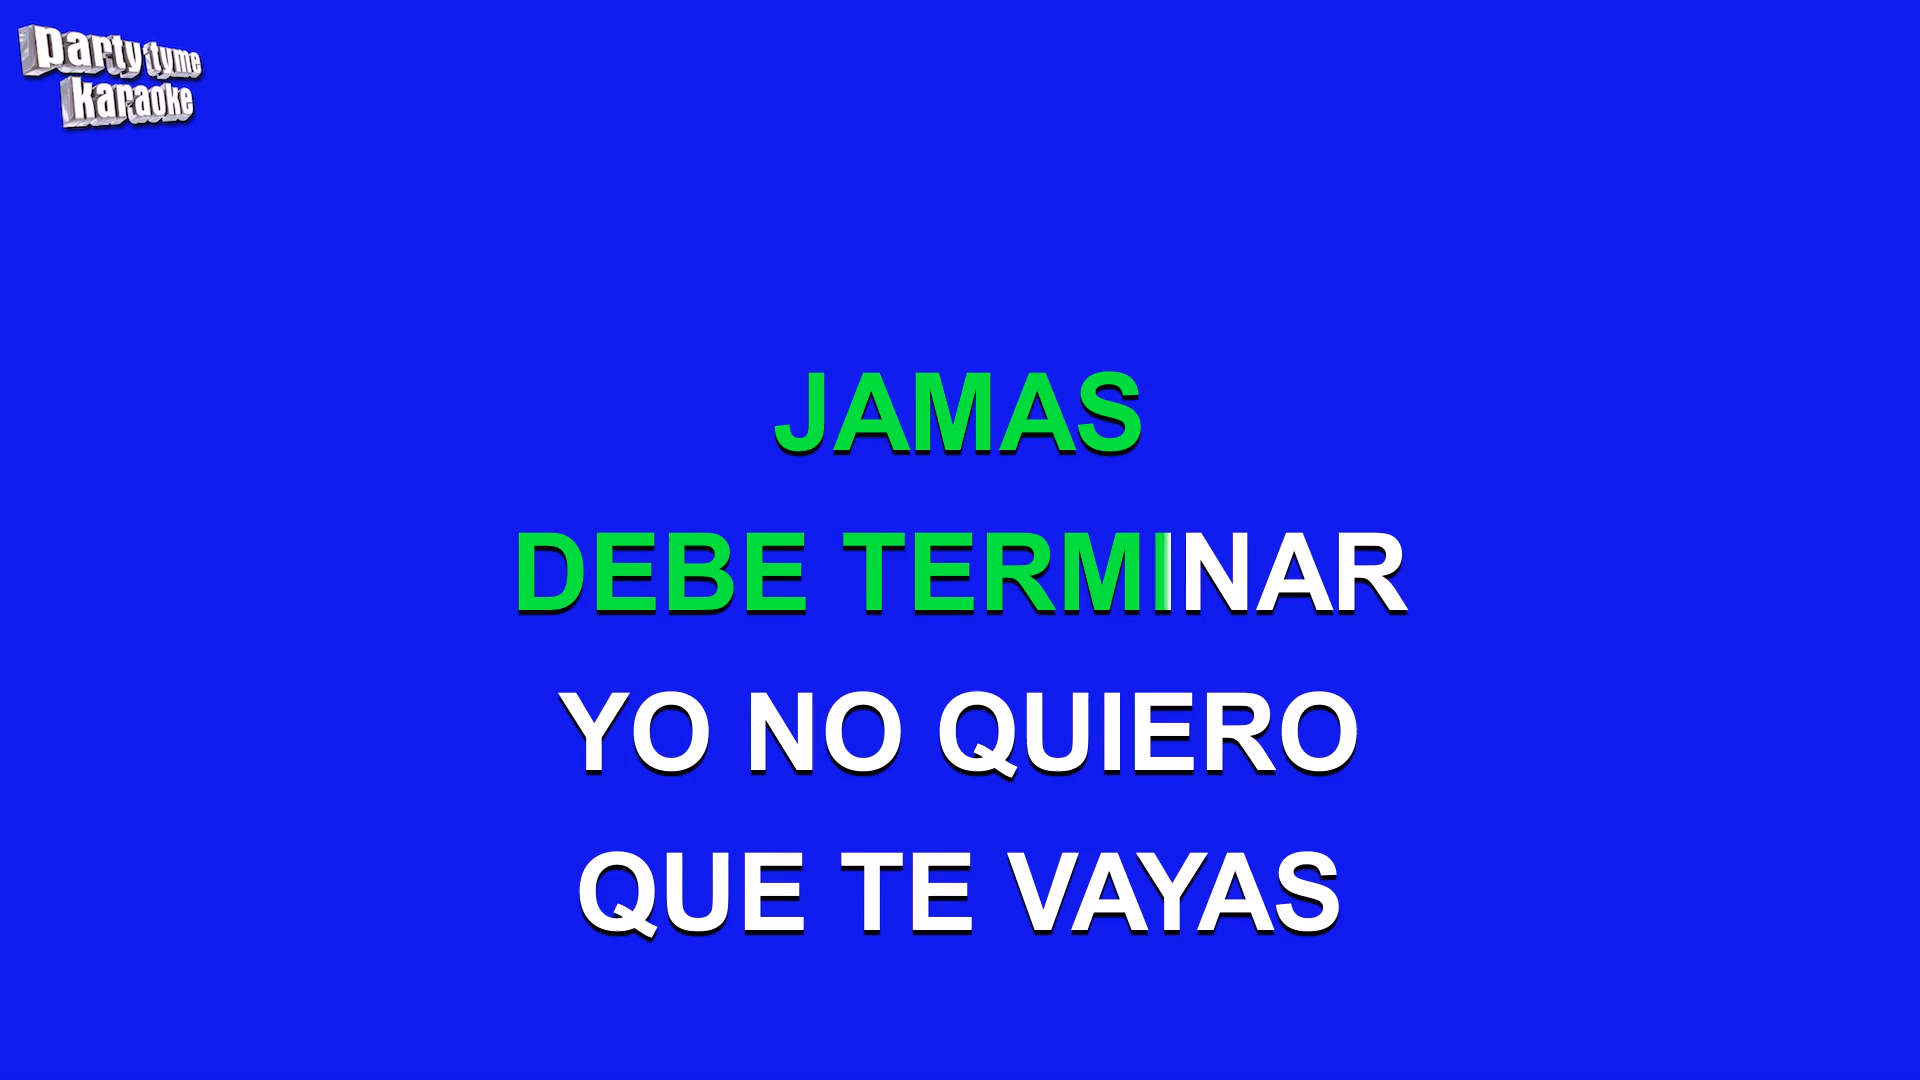 party tyme
karaoke
JAMAS
DEBE TERMINAR
YO NO QUIERO
QUE TE VAYAS